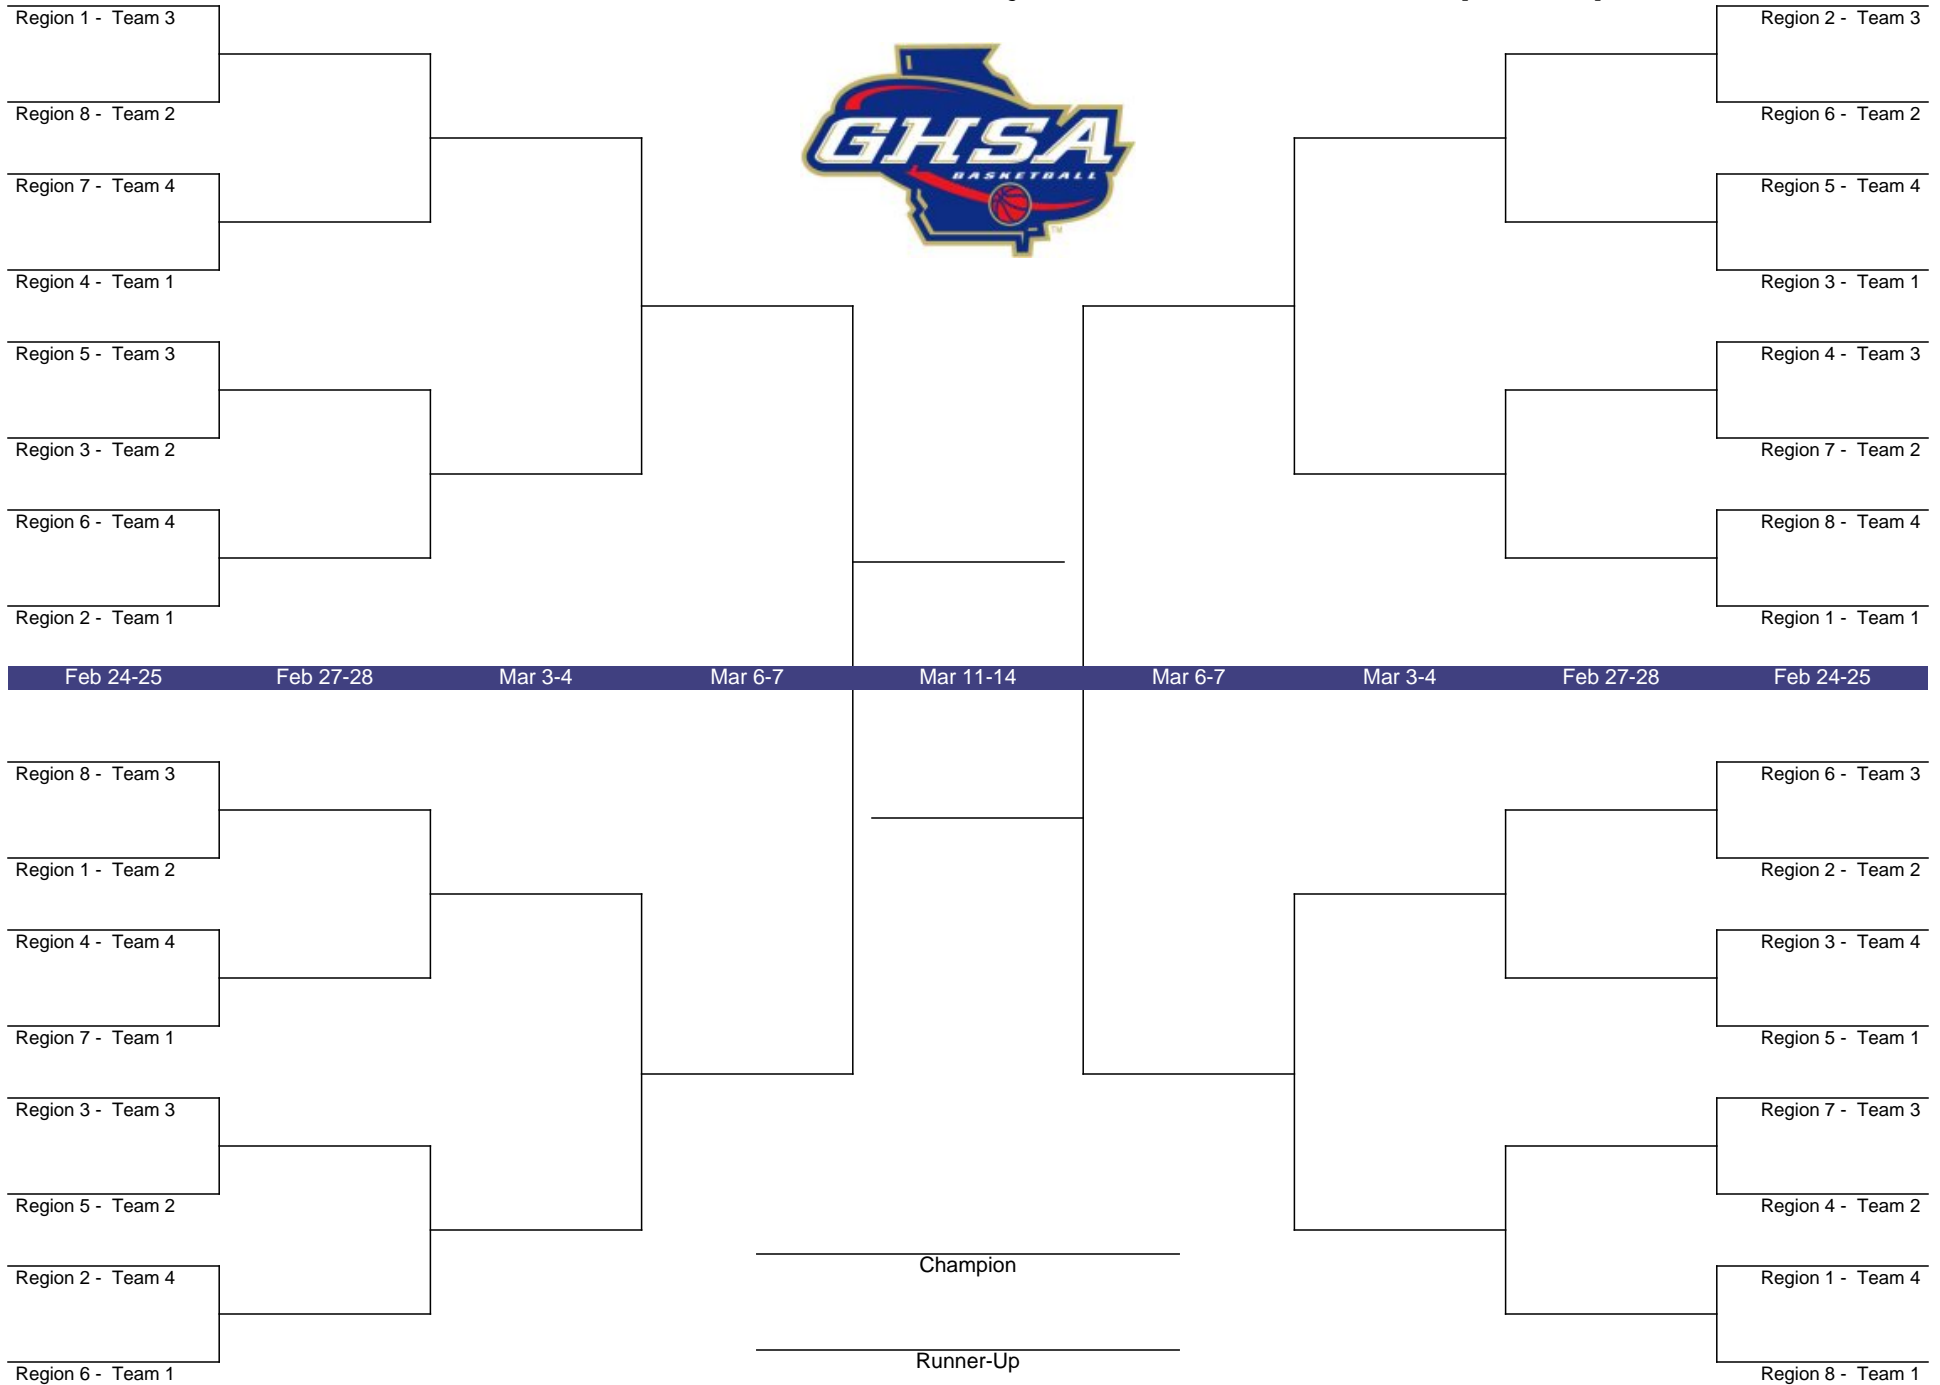 Region 1 - Team 3
Region 8 - Team 2
Region 7 - Team 4
Region 4 - Team 1
Region 5 - Team 3
Region 3 - Team 2
Region 6 - Team 4
Region 2 - Team 1
GHSA
BASKETBALL
TM
Region 2 - Team 3
Region 6 - Team 2
Region 5 - Team 4
Region 3 - Team 1
Region 4 - Team 3
Region 7 - Team 2
Region 8 - Team 4
Region 1 - Team 1
Feb 24-25 Feb 27-28 Mar 3-4 Mar 6-7 Mar 11-14 Mar 6-7 Mar 3-4 Feb 27-28 Feb 24-25
Region 8 - Team 3
Region 1 - Team 2
Region 4 - Team 4
Region 7 - Team 1
Region 3 - Team 3
Region 5 - Team 2
Region 2 - Team 4
Region 6 - Team 1
Champion
Runner-Up
Region 6 - Team 3
Region 2 - Team 2
Region 3 - Team 4
Region 5 - Team 1
Region 7 - Team 3
Region 4 - Team 2
Region 1 - Team 4
Region 8 - Team 1